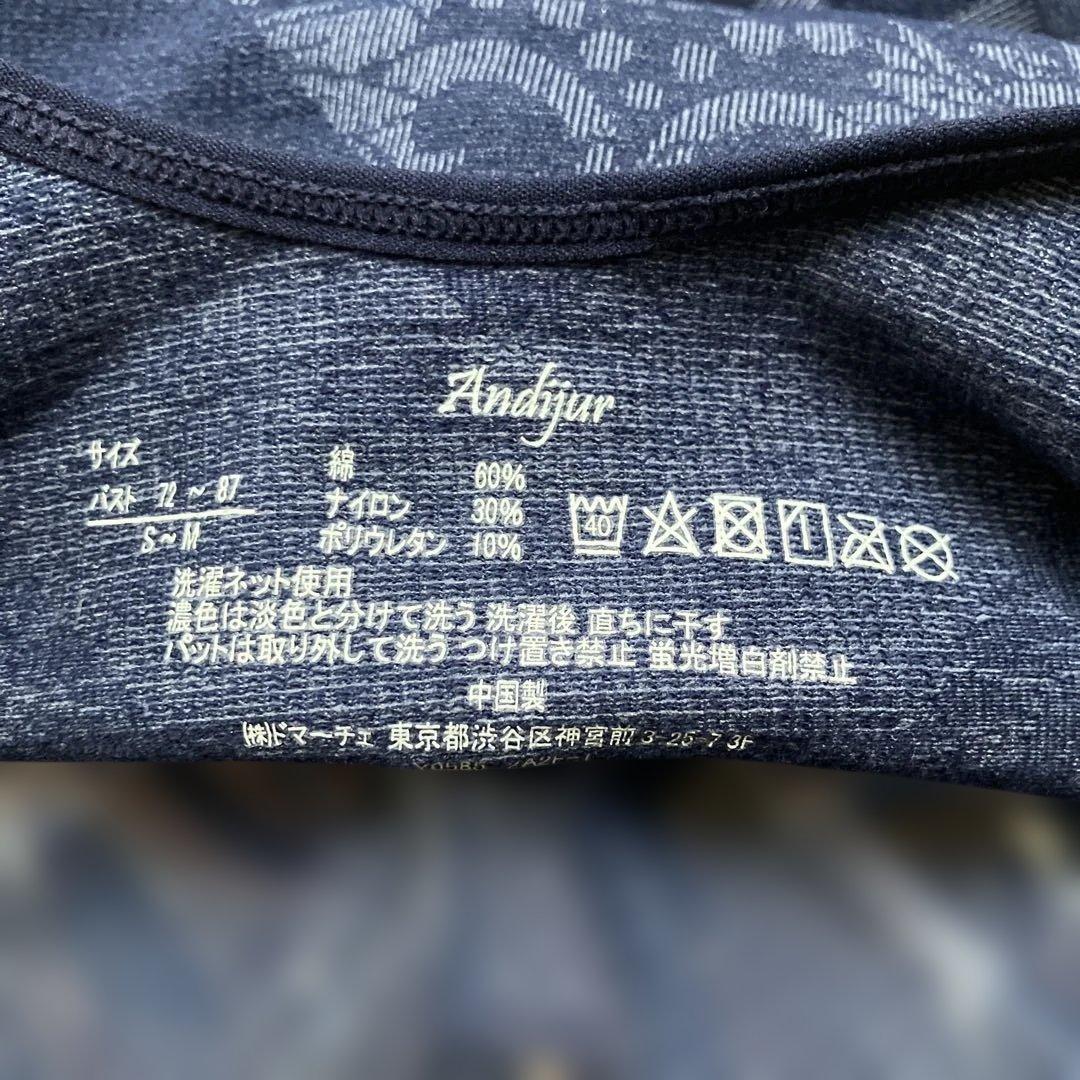 Andijur
サイズ
バスト 72～87
S～M
綿 60%
ナイロン 30%
ポリウレタン 10%
40
洗濯ネット使用
濃色は淡色と分けて洗う 洗濯後 直ちに干す
パットは取り外して洗う つけ置き禁止 蛍光増白剤禁止
中国製
㈱ドマーチェ 東京都渋谷区神宮前 3-25-7 3F